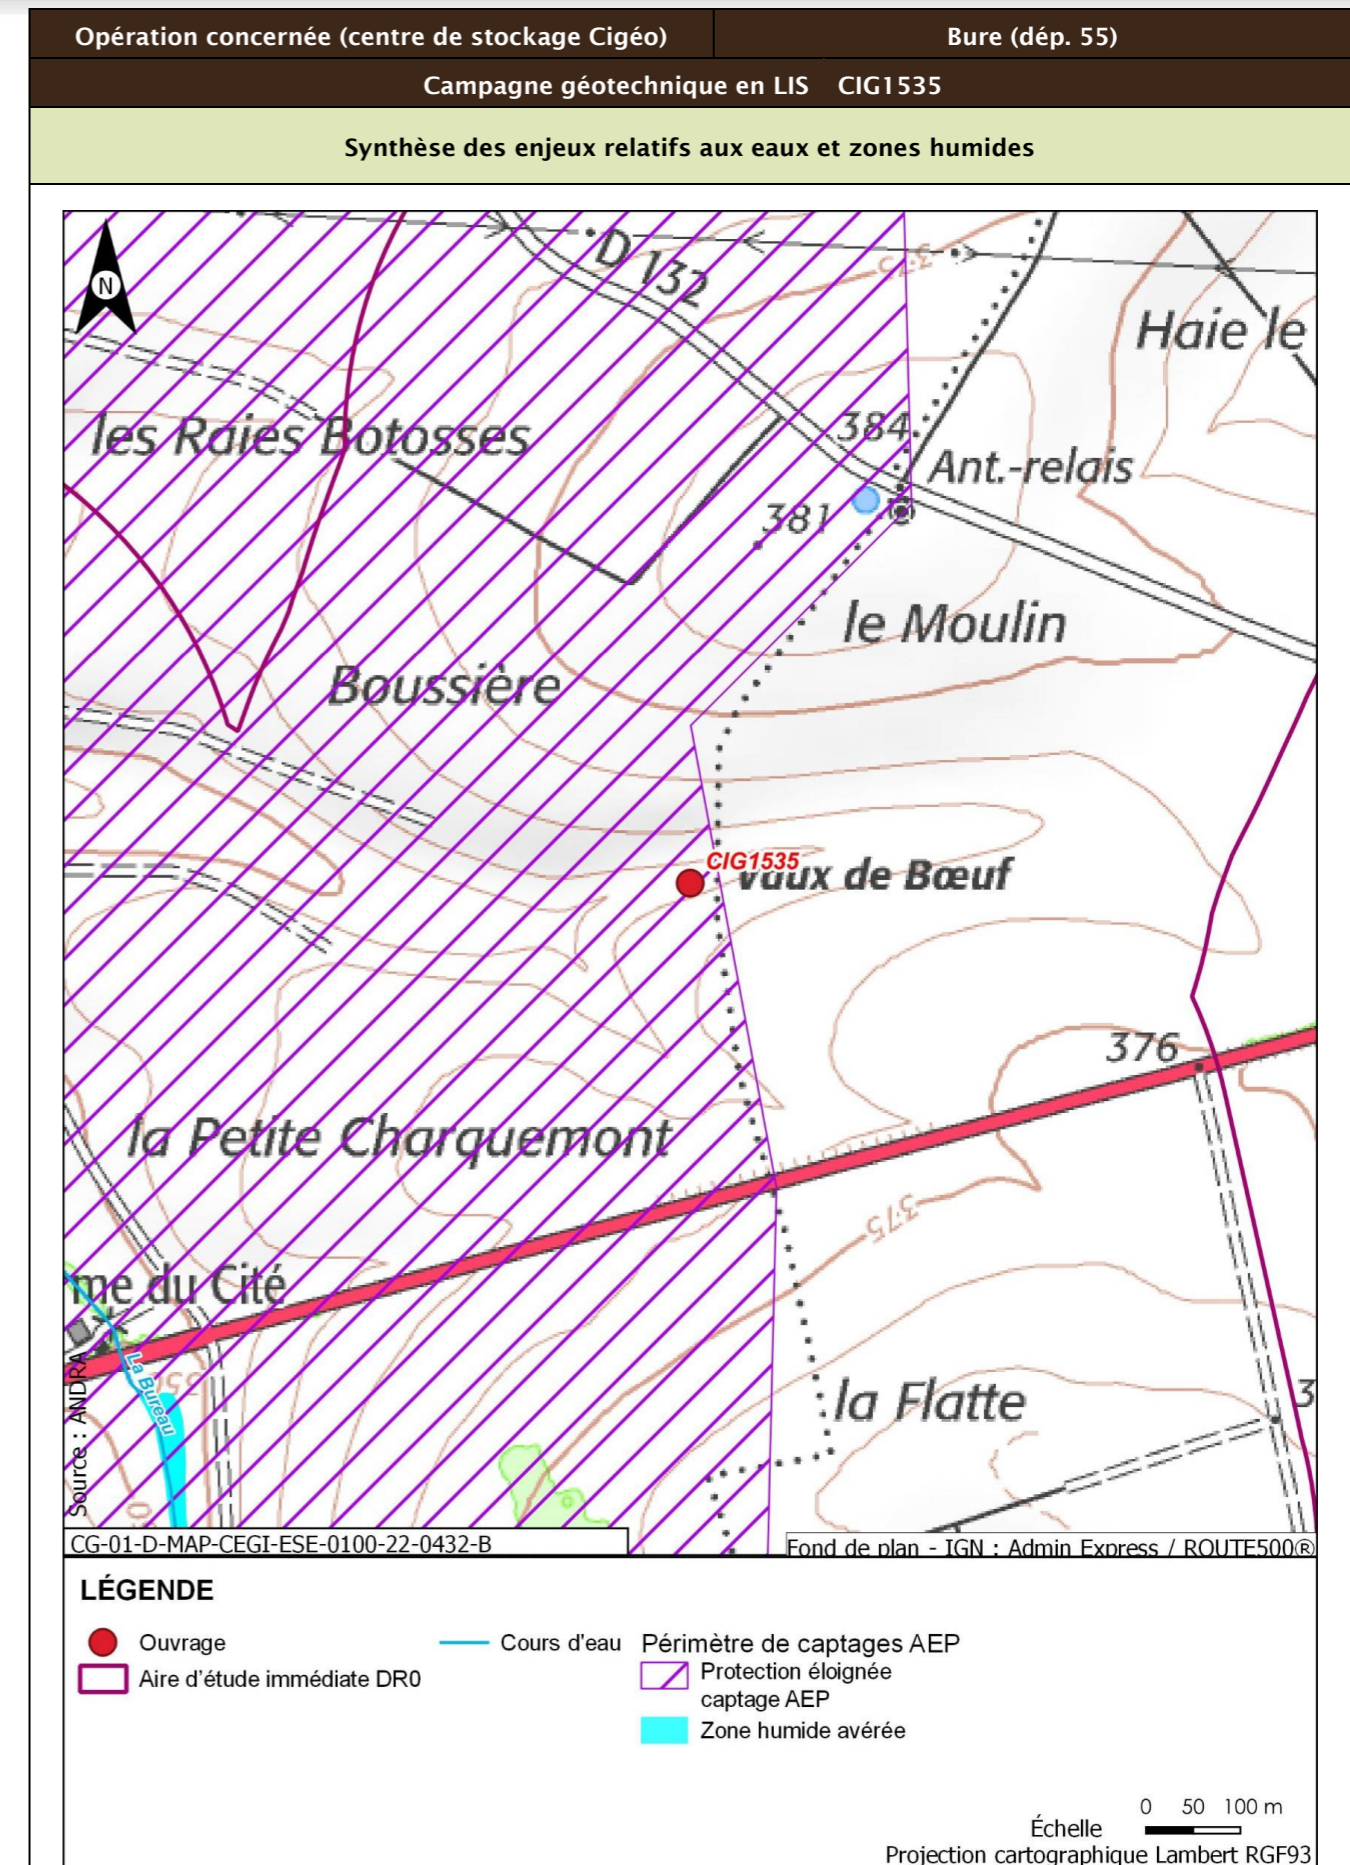 Opération concernée (centre de stockage Cigéo) Bure (dép. 55)
Campagne géotechnique en LIS CIG1535
Synthèse des enjeux relatifs aux eaux et zones humides
N
D 132
375
Haie le
les Raies Botosses
384
Ant.-relais
381
le Moulin
Boussière
CIG1535
Vaux de Bœuf
376
la Petite Charquemont
375
me du Cité
La Bureau
la Flatte
3
Source : ANDRA
CG-01-D-MAP-CEGI-ESE-0100-22-0432-B
Fond de plan - IGN : Admin Express / ROUTE500®
LÉGENDE
Ouvrage
Aire d'étude immédiate DR0
Cours d'eau
Périmètre de captages AEP
Protection éloignée
captage AEP
Zone humide avérée
0 50 100 m
Échelle
Projection cartographique Lambert RGF93